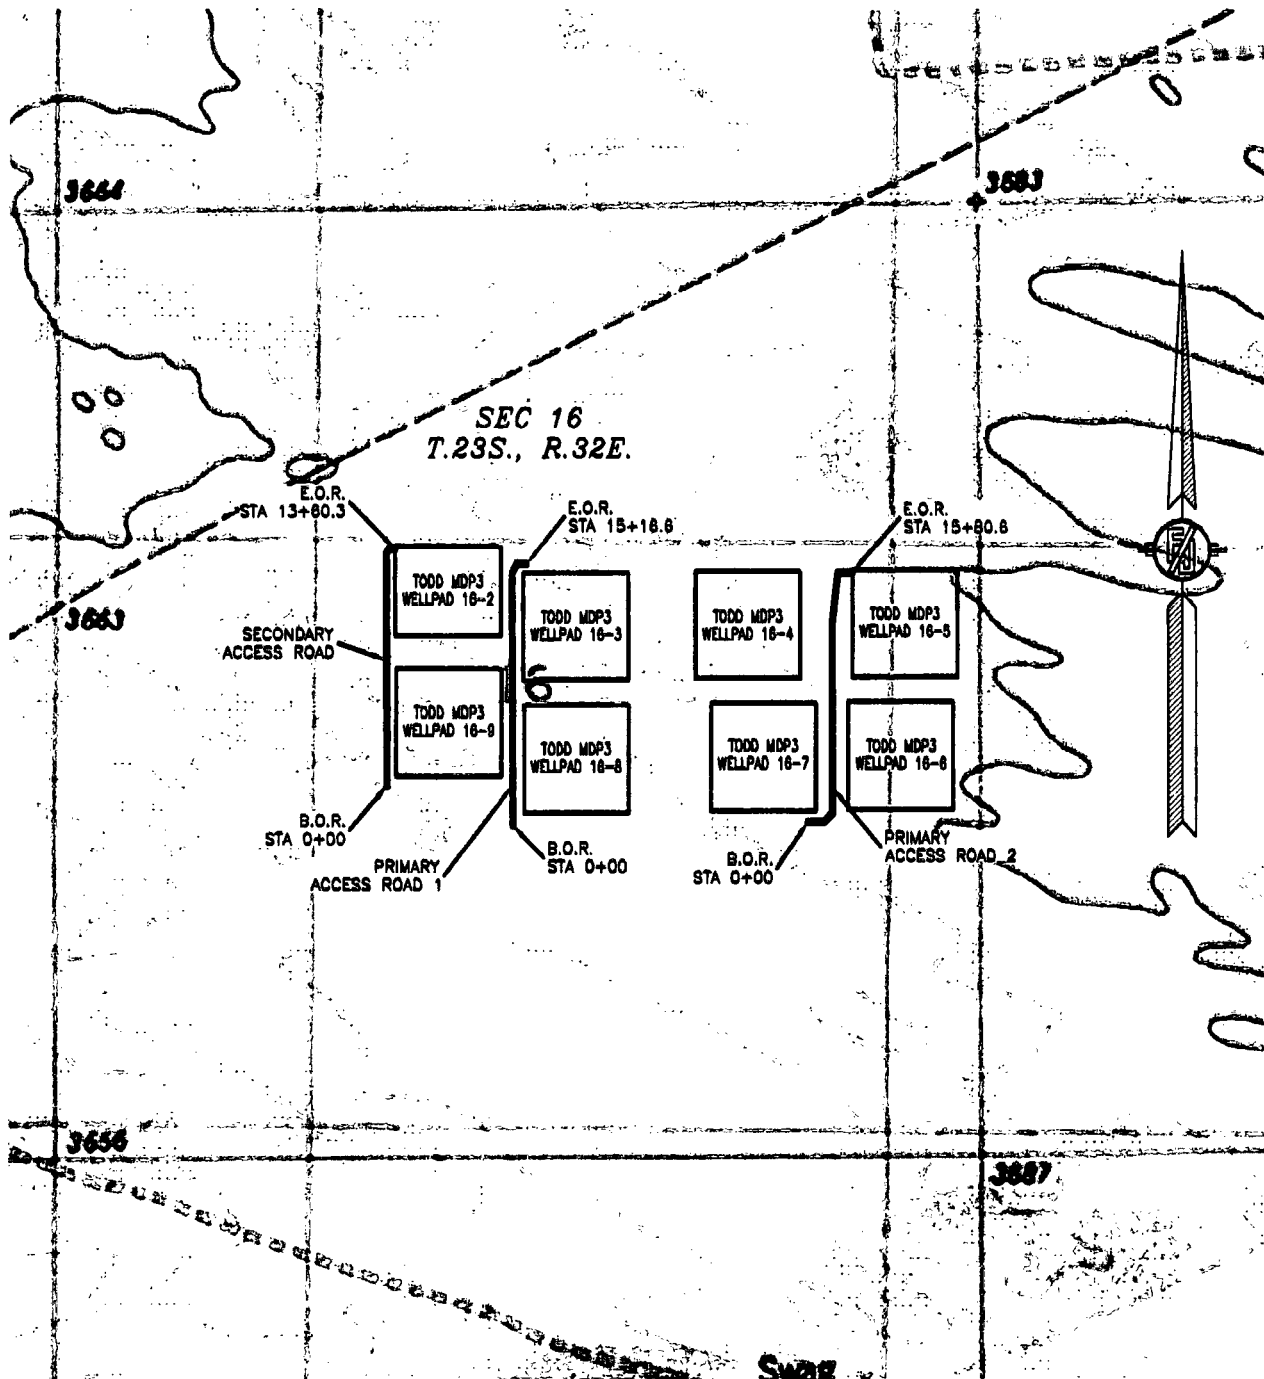 3664
3683
SEC 16
T.23S., R.32E.
E.O.R.
STA 13+60.3
E.O.R.
STA 15+18.6
E.O.R.
STA 15+80.6
TODD MDP3
WELLPAD 16-2
TODD MDP3
WELLPAD 16-3
TODD MDP3
WELLPAD 16-4
TODD MDP3
WELLPAD 16-5
3663
SECONDARY
ACCESS ROAD
TODD MDP3
WELLPAD 16-9
TODD MDP3
WELLPAD 16-8
TODD MDP3
WELLPAD 16-7
TODD MDP3
WELLPAD 16-6
B.O.R.
STA 0+00
PRIMARY
ACCESS ROAD 1
B.O.R.
STA 0+00
B.O.R.
STA 0+00
PRIMARY
ACCESS ROAD 2
3656
3687